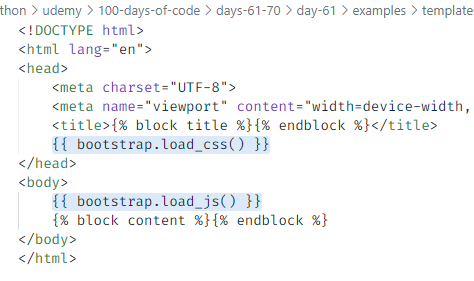 thon > udemy > 100-days-of-code > days-61-70 > day-61 > examples > template
<!DOCTYPE html>
<html lang="en">
<head>
    <meta charset="UTF-8">
    <meta name="viewport" content="width=device-width,
    <title>{% block title %}{% endblock %}</title>
    {{ bootstrap.load_css() }}
</head>
<body>
    {{ bootstrap.load_js() }}
    {% block content %}{% endblock %}
</body>
</html>